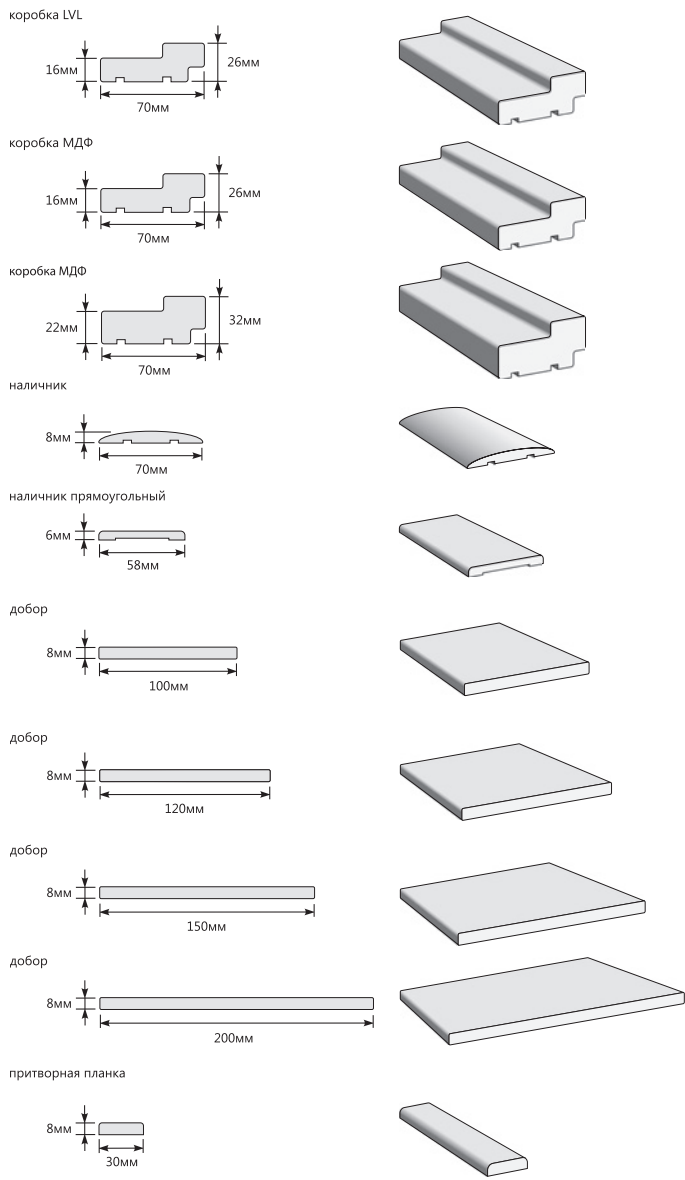 коробка LVL
16мм
26мм
70мм
коробка МДФ
16мм
26мм
70мм
коробка МДФ
22мм
32мм
70мм
наличник
8мм
70мм
наличник прямоугольный
6мм
58мм
добор
8мм
100мм
добор
8мм
120мм
добор
8мм
150мм
добор
8мм
200мм
притворная планка
8мм
30мм